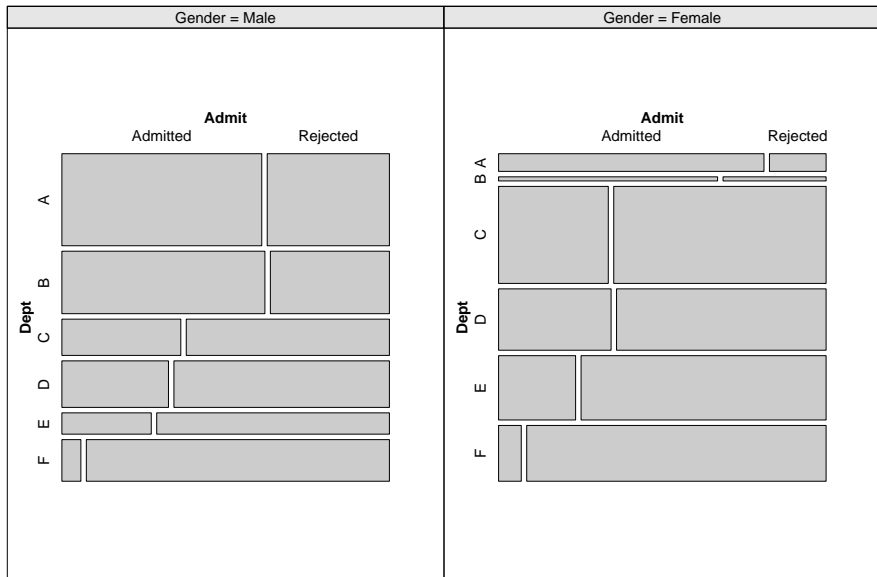 Gender = Male
Admit
Admitted Rejected
Dept
A
B
C
D
E
F
Gender = Female
Admit
Admitted Rejected
Dept
A
B
C
D
E
F